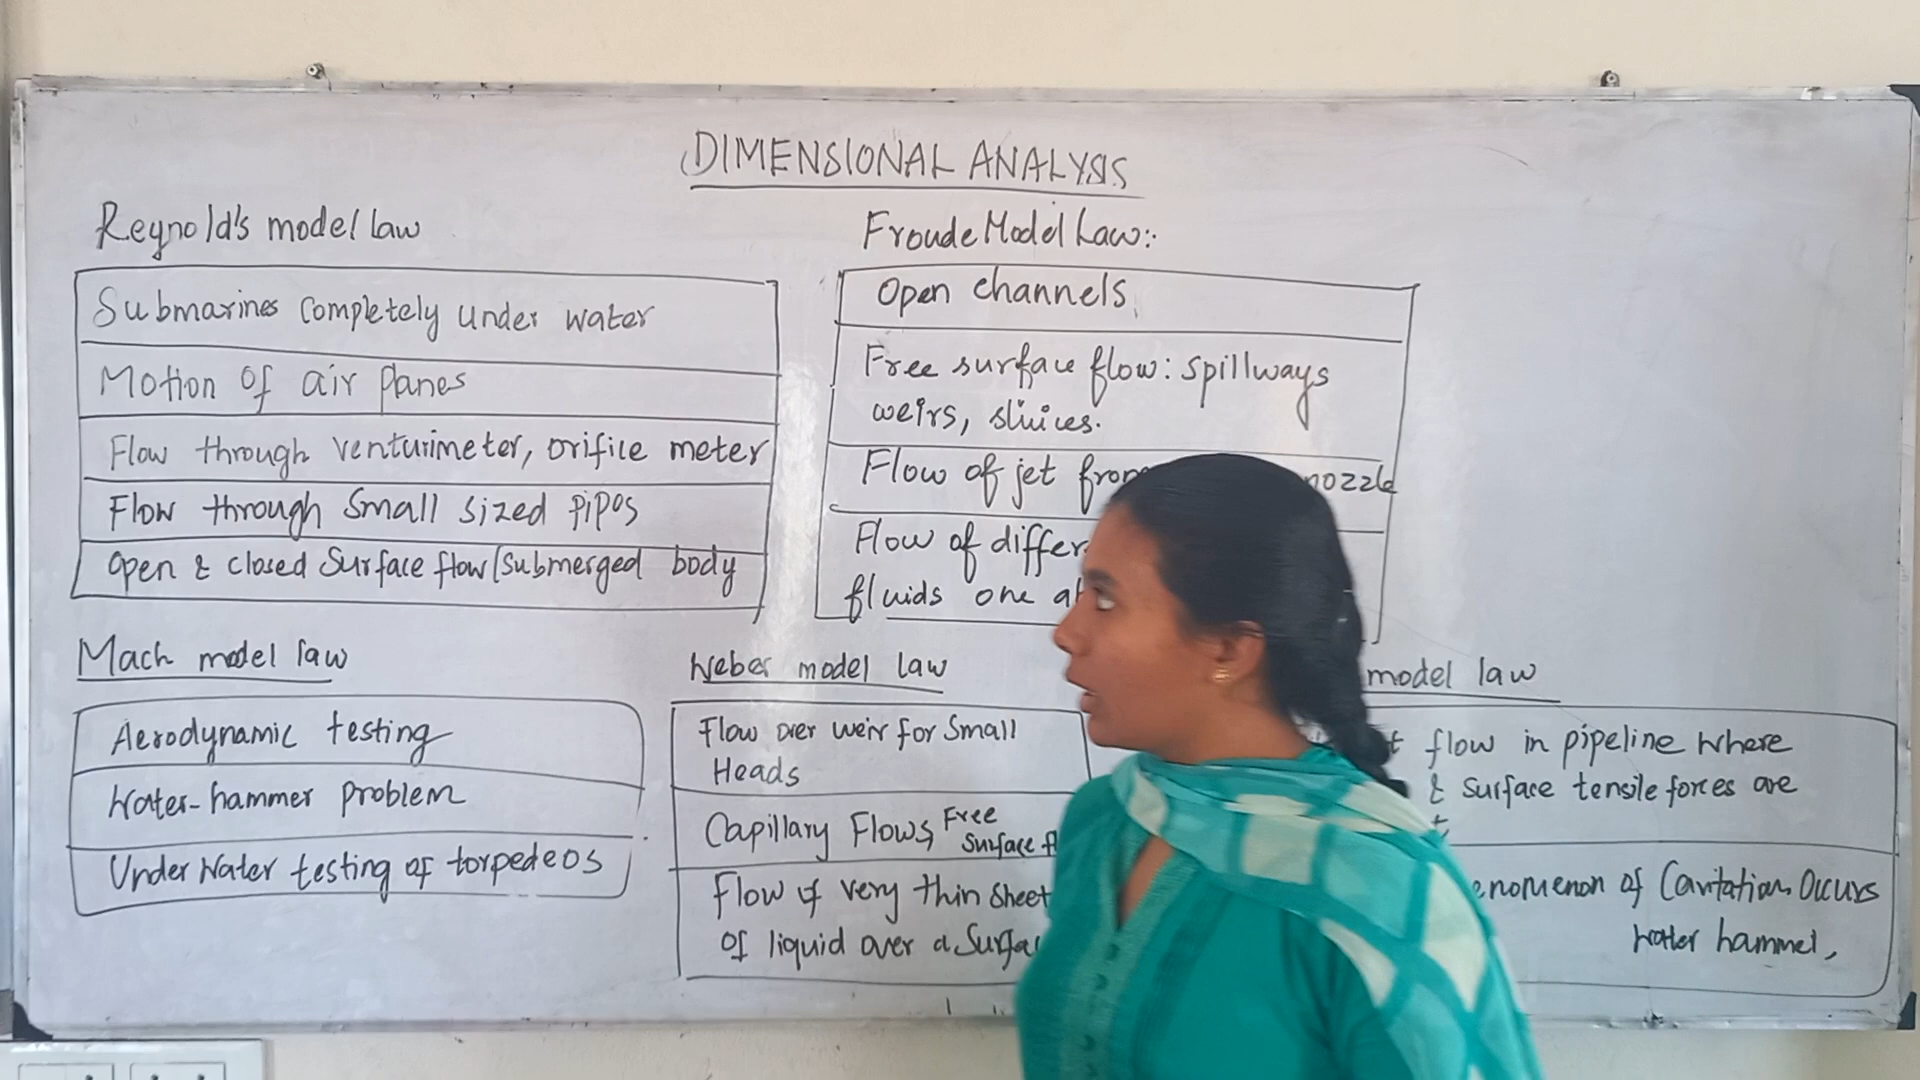 DIMENSIONAL ANALYSIS
Reynold's model law
Submarines completely under water
Motion of air planes
Flow through venturimeter, orifice meter
Flow through small sized pipes
Open & closed Surface flow/submerged body
Froude Model Law:
Open channels
Free surface flow: spillways
weirs, sluices.
Flow of jet from nozzle
Flow of differ
fluids one ab
Mach model law
Aerodynamic testing
Water-hammer problem
Under Water testing of torpedeos
Weber model law
Flow over weir for Small
Heads
Capillary Flows, Free
Surface fl
Flow of very thin sheet
of liquid over a Surfac
model law
t flow in pipeline where
& surface tensile forces are
t,
enomenon of Cavitation Occurs
water hammer,